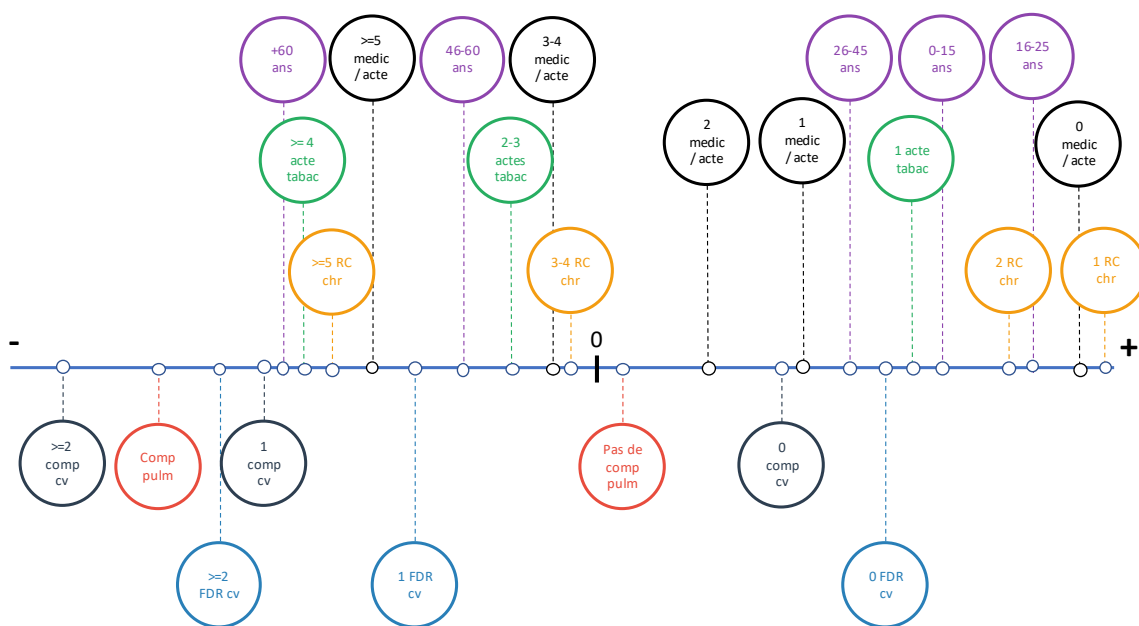 +60
ans
>=5
medic
/ acte
46-60
ans
3-4
medic
/ acte
26-45
ans
0-15
ans
16-25
ans
>= 4
acte
tabac
2-3
actes
tabac
2
medic
/ acte
1
medic
/ acte
1 acte
tabac
0
medic
/ acte
>=5 RC
chr
3-4 RC
chr
2 RC
chr
1 RC
chr
-
0
+
>=2
comp
cv
Comp
pulm
1
comp
cv
Pas de
comp
pulm
0
comp
cv
>=2
FDR cv
1 FDR
cv
0 FDR
cv